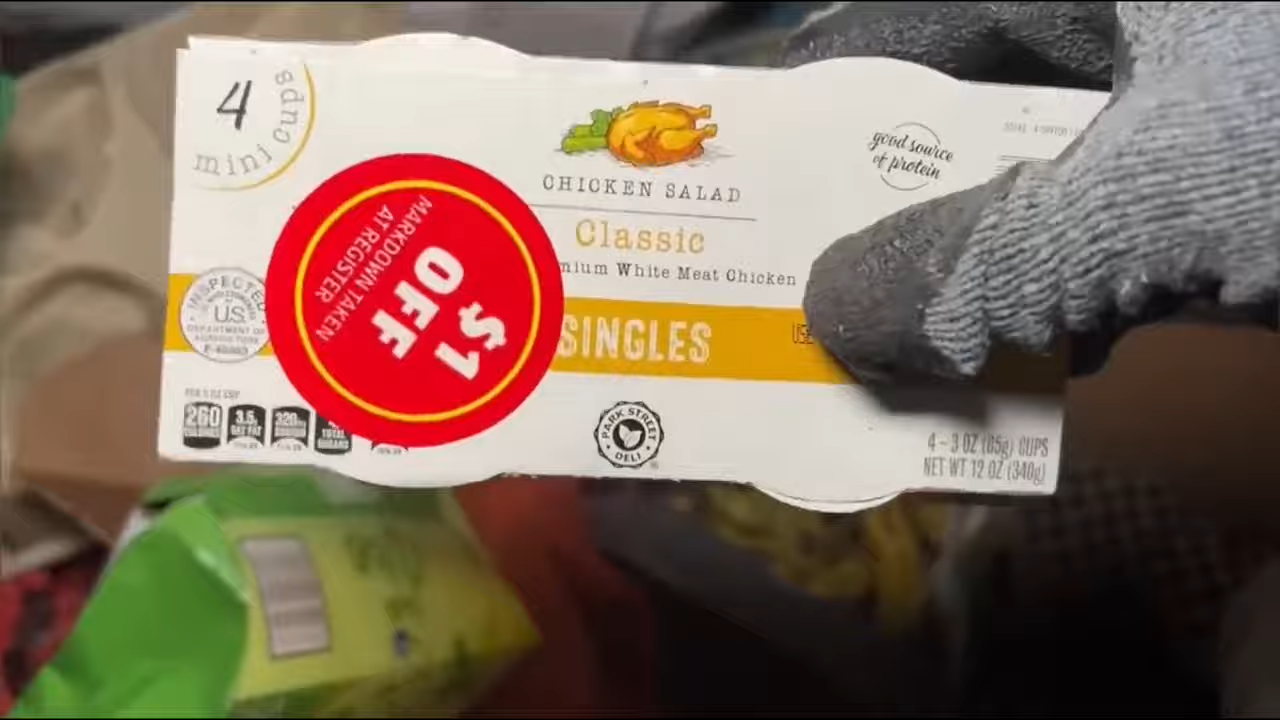 4
mini cups
CHICKEN SALAD
Classic
White Meat Chicken
good source
of protein
$1
OFF
MARKDOWN TAKEN
AT REGISTER
INSPECTED
U.S.
DEPARTMENT OF
AGRICULTURE
SINGLES
260
CALORIES
3.5g
SAT FAT
320mg
SODIUM
TOTAL
SUGARS
PARK STREET
DELI
4 - 3 OZ (85g) CUPS
NET WT 12 OZ (340g)